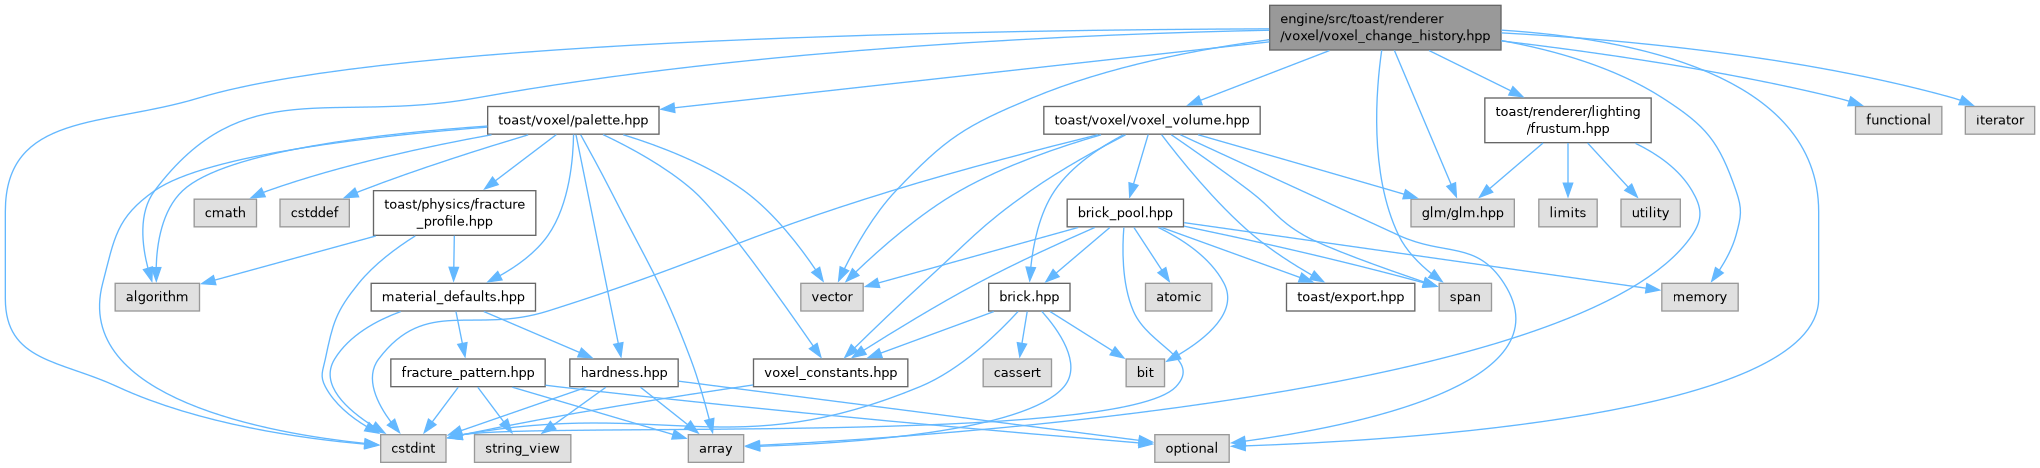 engine/src/toast/renderer
/voxel/voxel_change_history.hpp
toast/voxel/palette.hpp
toast/voxel/voxel_volume.hpp
toast/renderer/lighting
/frustum.hpp
functional
iterator
cmath
cstddef
toast/physics/fracture
_profile.hpp
brick_pool.hpp
glm/glm.hpp
limits
utility
algorithm
material_defaults.hpp
vector
brick.hpp
atomic
toast/export.hpp
span
memory
fracture_pattern.hpp
hardness.hpp
voxel_constants.hpp
cassert
bit
cstdint
string_view
array
optional